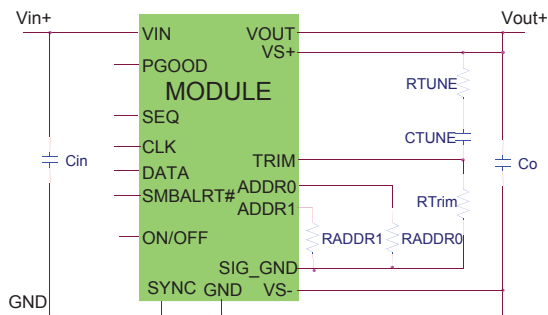 Vin+
VIN
VOUT
Vout+
VS+
PGOOD
RTUNE
MODULE
SEQ
CTUNE
CLK
Cin
TRIM
Co
DATA
ADDR0
SMBALRT#
RTrim
ADDR1
ON/OFF
RADDR1
RADDR0
SIG_GND
GND
SYNC
GND
VS-